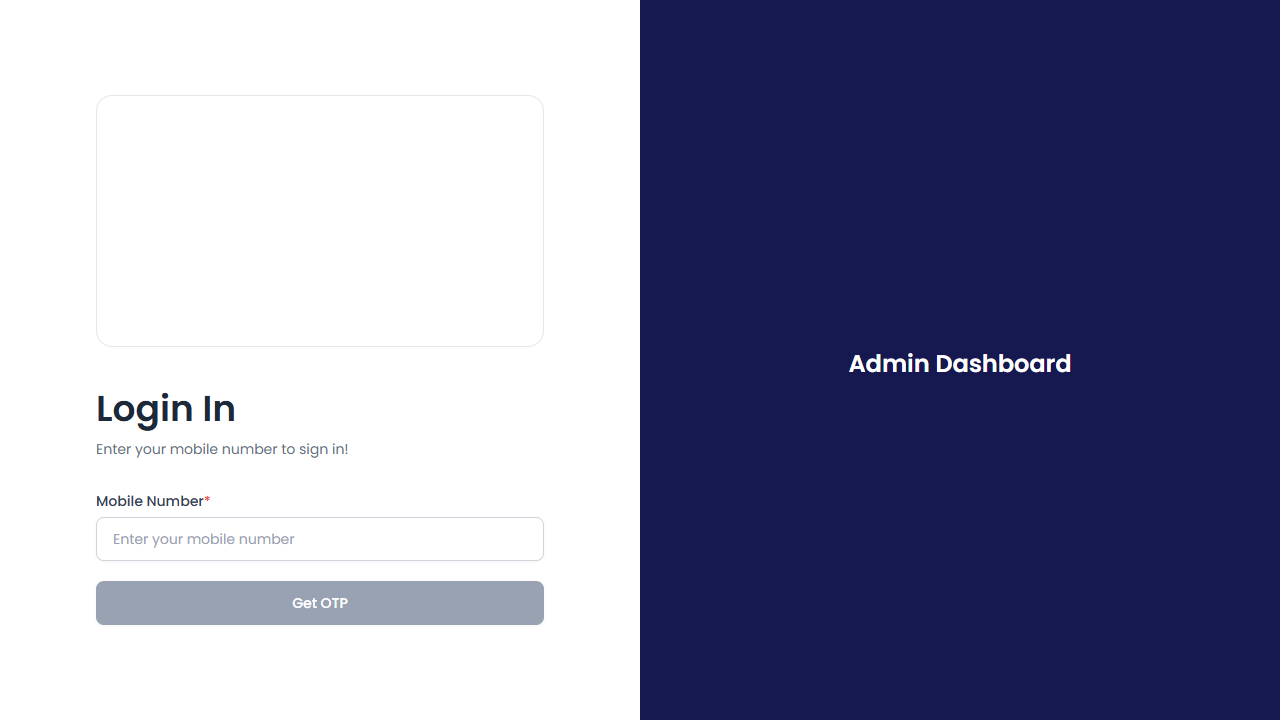 Login In
Enter your mobile number to sign in!
Mobile Number*
Enter your mobile number
Get OTP
Admin Dashboard